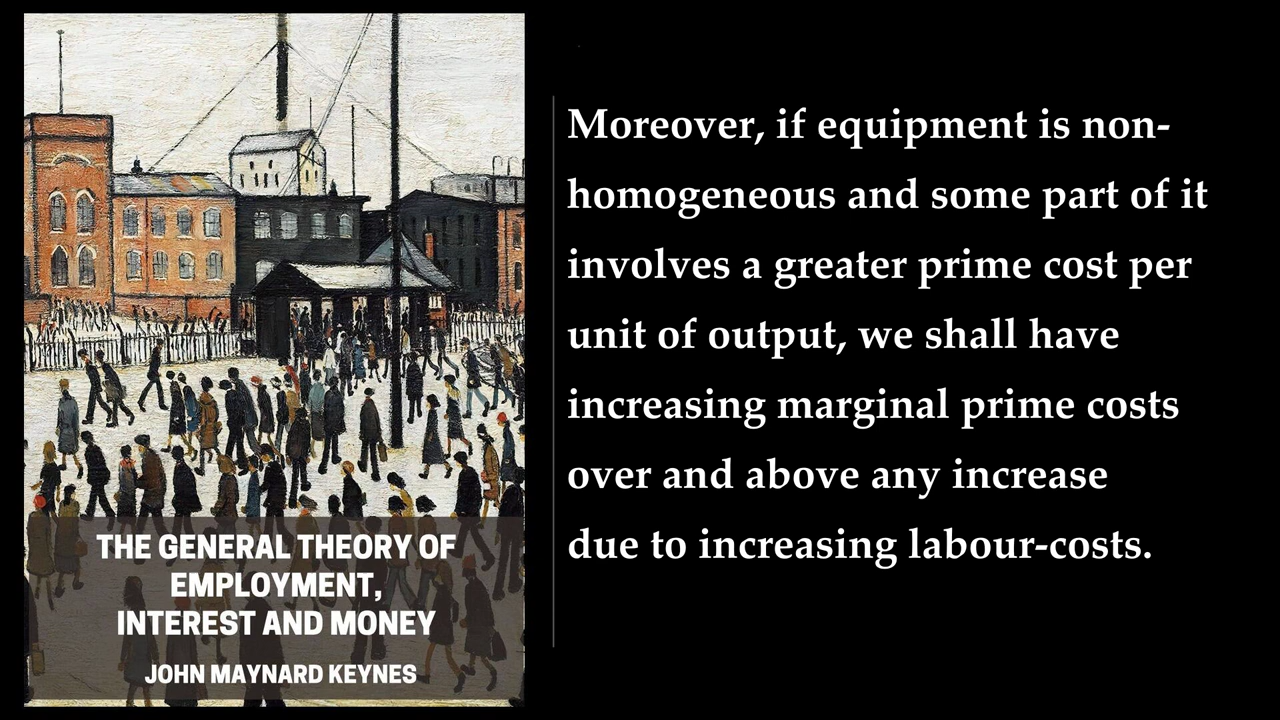 THE GENERAL THEORY OF
EMPLOYMENT,
INTEREST AND MONEY
JOHN MAYNARD KEYNES
Moreover, if equipment is non-
homogeneous and some part of it
involves a greater prime cost per
unit of output, we shall have
increasing marginal prime costs
over and above any increase
due to increasing labour-costs.